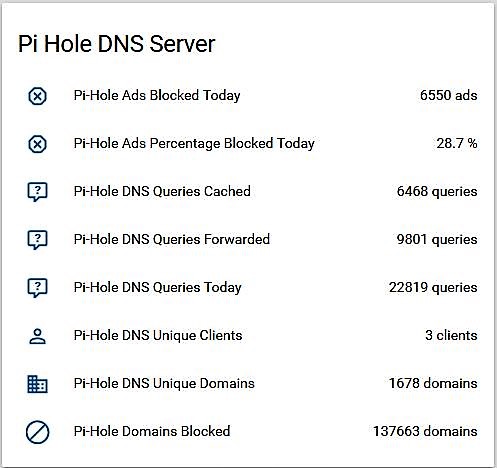 Pi Hole DNS Server
Pi-Hole Ads Blocked Today 6550 ads
Pi-Hole Ads Percentage Blocked Today 28.7 %
Pi-Hole DNS Queries Cached 6468 queries
Pi-Hole DNS Queries Forwarded 9801 queries
Pi-Hole DNS Queries Today 22819 queries
Pi-Hole DNS Unique Clients 3 clients
Pi-Hole DNS Unique Domains 1678 domains
Pi-Hole Domains Blocked 137663 domains